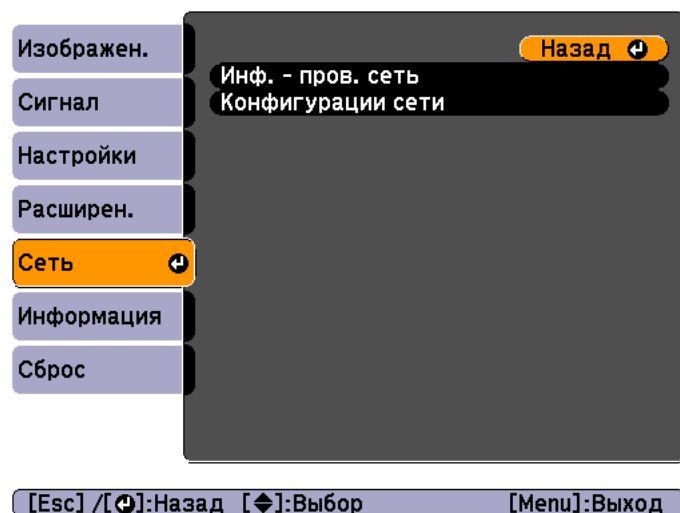 Изображен.
Сигнал
Настройки
Расширен.
Сеть
Информация
Сброс
Назад
Инф. - пров. сеть
Конфигурации сети
[Esc] /[⏎]:Назад [◆]:Выбор [Menu]:Выход